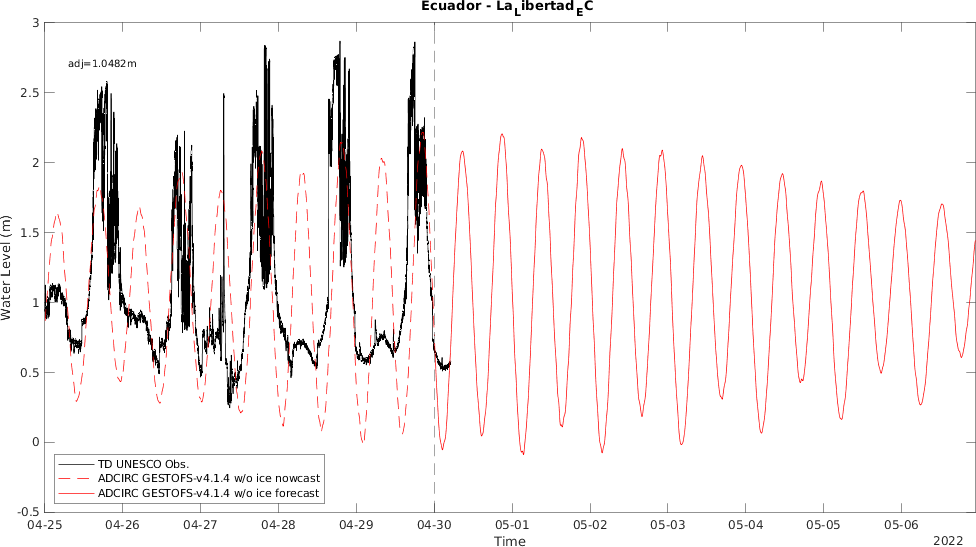 Ecuador - LaLibertadEC
3
2.5
2
1.5
1
0.5
0
-0.5
Water Level (m)
adj=1.0482m
TD UNESCO Obs.
ADCIRC GESTOFS-v4.1.4 w/o ice nowcast
ADCIRC GESTOFS-v4.1.4 w/o ice forecast
04-25 04-26 04-27 04-28 04-29 04-30 05-01 05-02 05-03 05-04 05-05 05-06
Time
2022